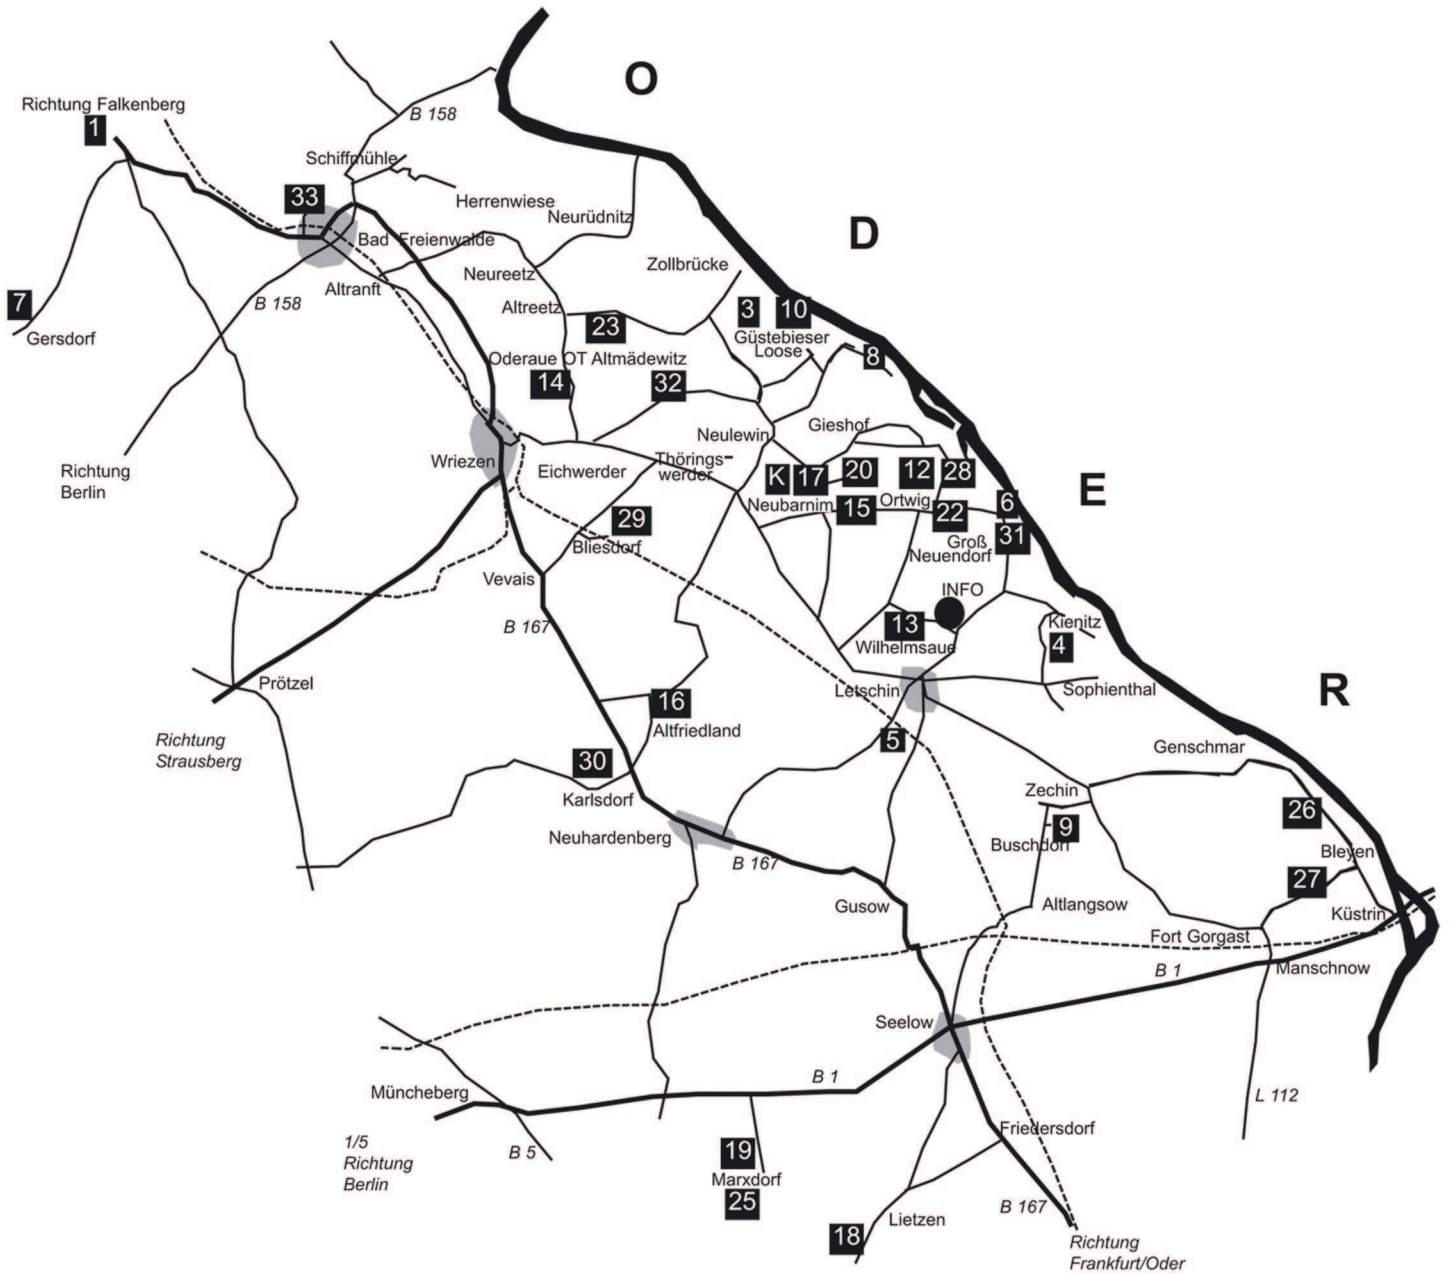 O
Richtung Falkenberg
1
B 158
Schiffmühle
33
Herrenwiese
Neurüdnitz
D
Bad Freienwalde
Zollbrücke
Neureetz
Altranft
7
B 158
Gersdorf
Altreetz
23
3
10
Güstebieser
Loose
8
Oderaue OT Altmädewitz
14
32
Gieshof
Neulewin
Wriezen
Richtung
Berlin
Eichwerder
Thörings-
werder
K
17
20
12
28
E
Neubarnim
15
Ortwig
22
6
29
Bliesdorf
Groß
Neuendorf
31
Vevais
INFO
B 167
13
Wilhelmsaue
Kienitz
4
Prötzel
Letschin
Sophienthal
R
16
Altfriedland
5
Richtung
Strausberg
Genschmar
30
Karlsdorf
Zechin
26
Neuhardenberg
9
Buschdorf
Bleyen
B 167
27
Gusow
Altlangsow
Küstrin
Fort Gorgast
B 1
Manschnow
Seelow
B 1
Müncheberg
L 112
1/5
Richtung
Berlin
B 5
19
Marxdorf
25
Friedersdorf
B 167
18
Lietzen
Richtung
Frankfurt/Oder